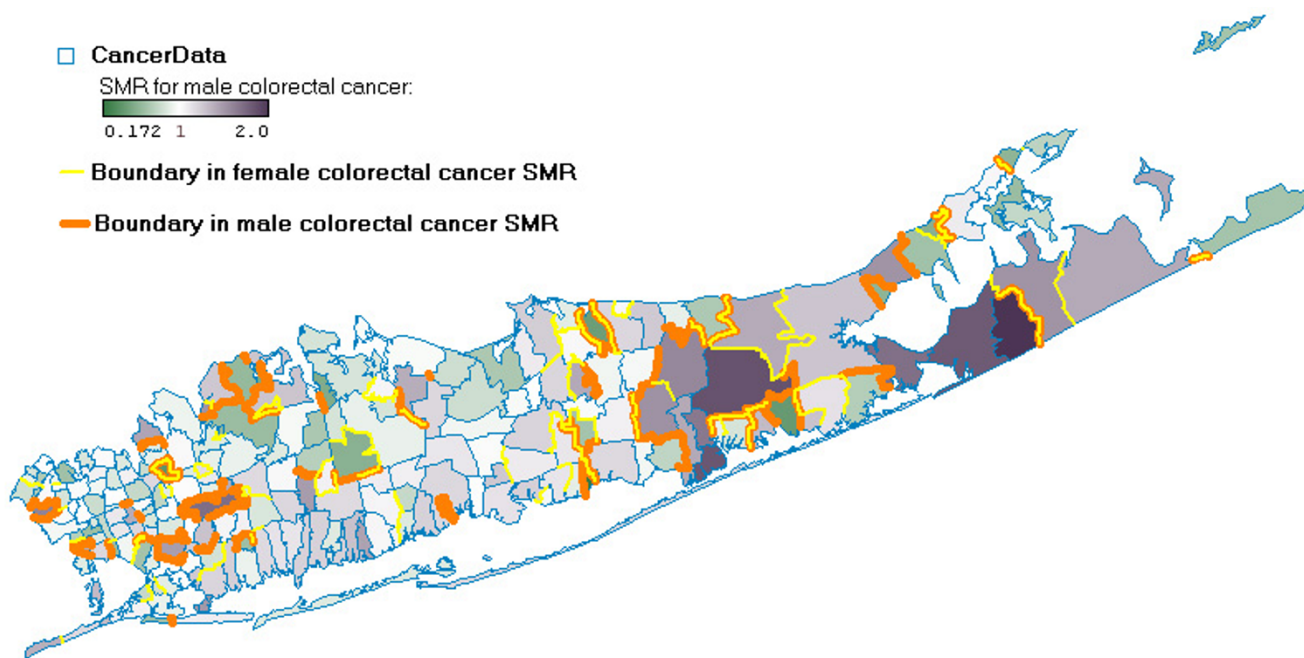 CancerData
SMR for male colorectal cancer:
0.172 1 2.0
Boundary in female colorectal cancer SMR
Boundary in male colorectal cancer SMR